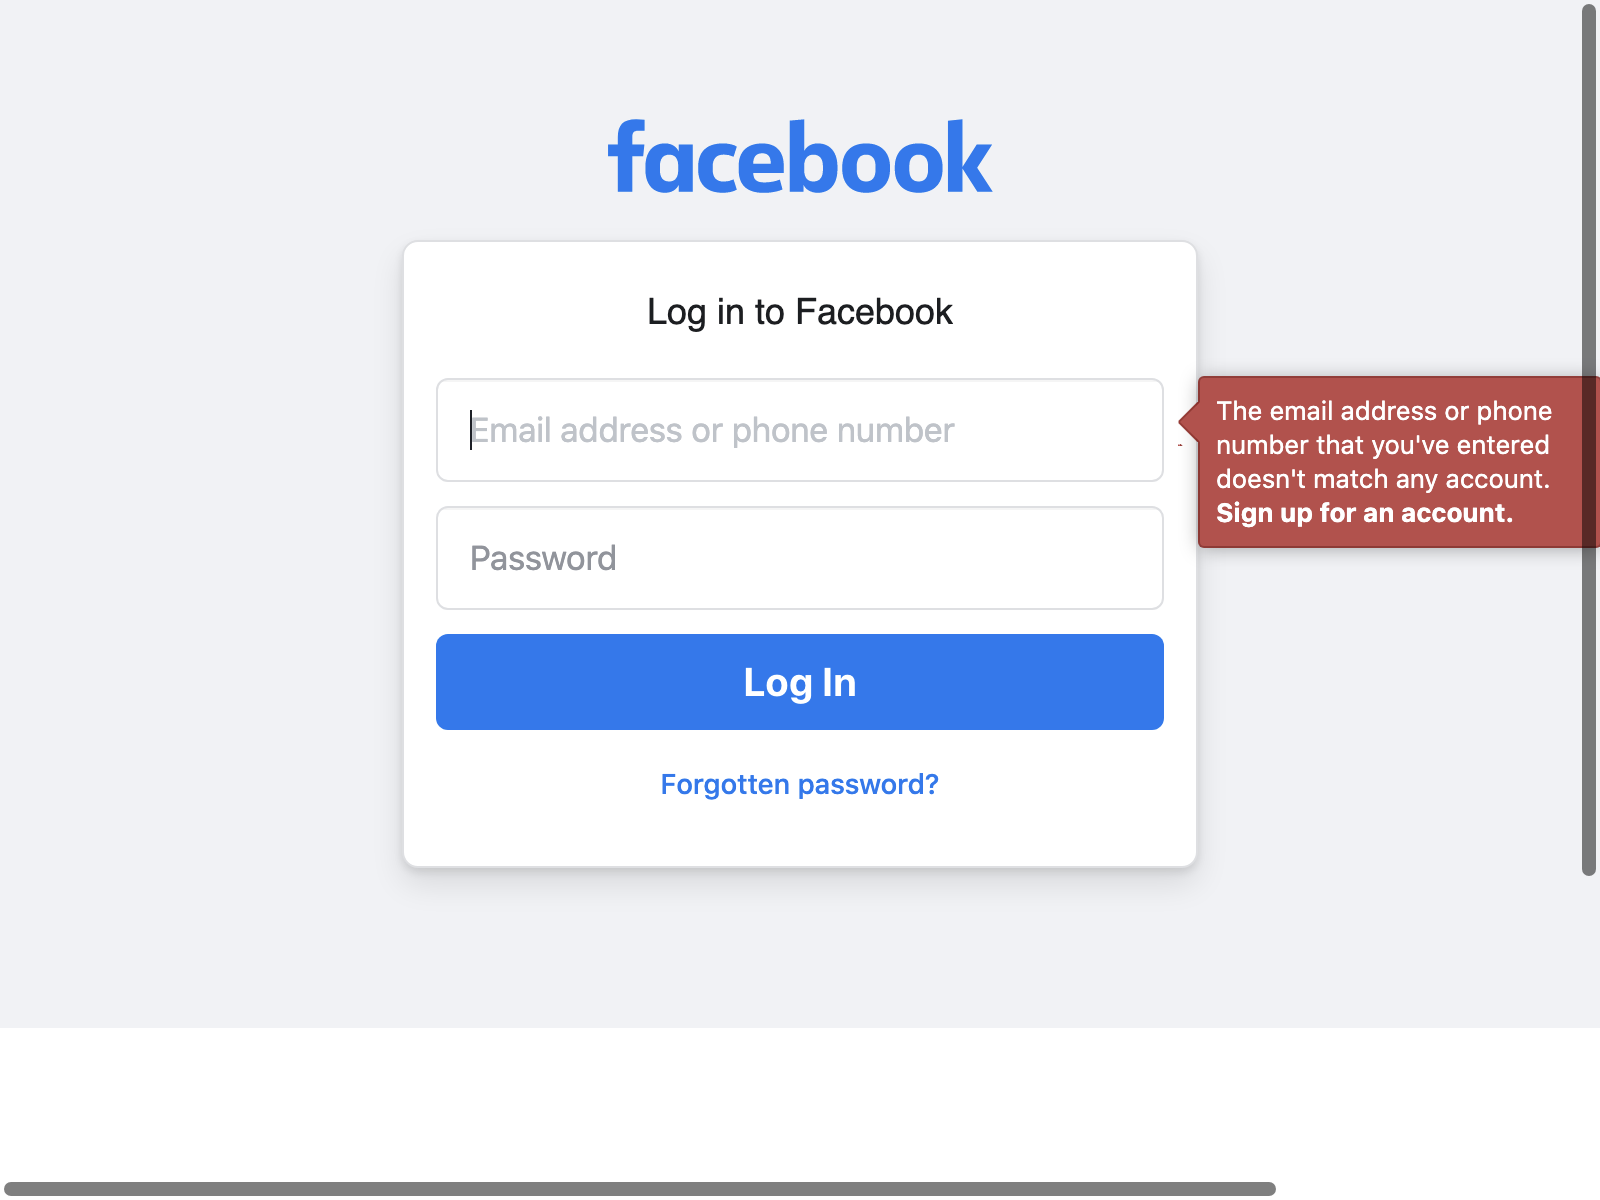 facebook
Log in to Facebook
Email address or phone number
The email address or phone
number that you've entered
doesn't match any account.
Sign up for an account.
Password
Log In
Forgotten password?